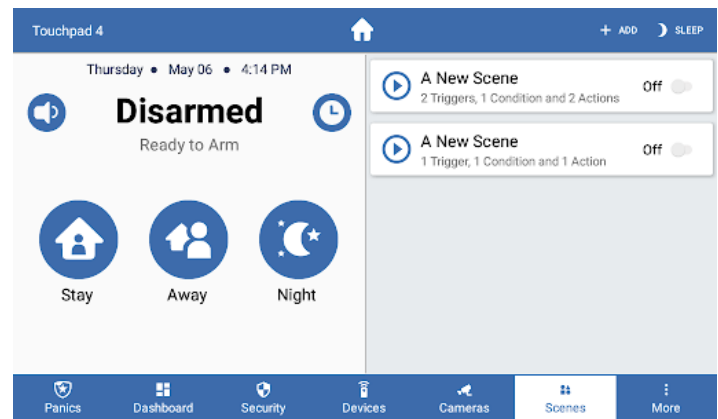 Touchpad 4
+ ADD
SLEEP
Thursday • May 06 • 4:14 PM
Disarmed
Ready to Arm
Stay
Away
Night
A New Scene
2 Triggers, 1 Condition and 2 Actions
Off
A New Scene
1 Trigger, 1 Condition and 1 Action
Off
Panics
Dashboard
Security
Devices
Cameras
Scenes
More